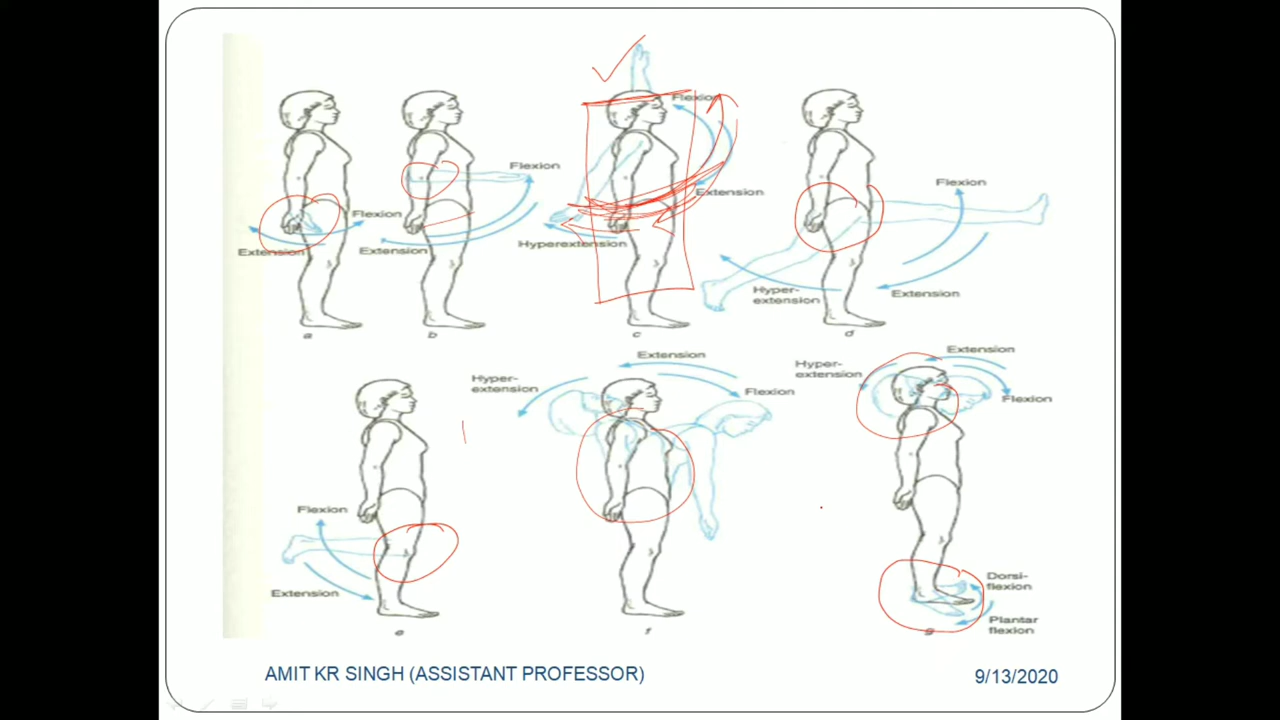 Flexion
Extension
a
Flexion
Extension
b
Flexion
Extension
Hyperextension
c
Flexion
Hyper-
extension
Extension
d
Flexion
Extension
e
Extension
Hyper-
extension
Flexion
f
Extension
Hyper-
extension
Flexion
Dorsi-
flexion
Plantar
flexion
g
AMIT KR SINGH (ASSISTANT PROFESSOR)
9/13/2020